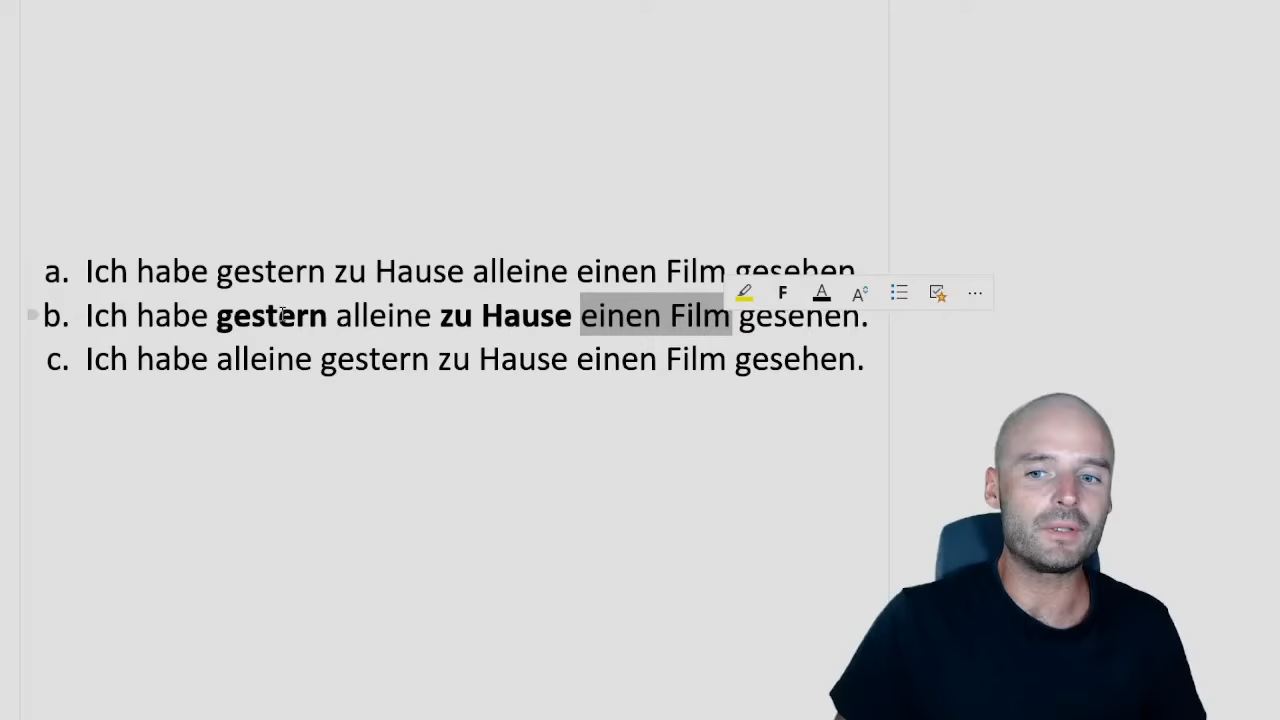 a. Ich habe gestern zu Hause alleine einen Film gesehen.
F A A
b. Ich habe gestern alleine zu Hause einen Film gesehen.
c. Ich habe alleine gestern zu Hause einen Film gesehen.